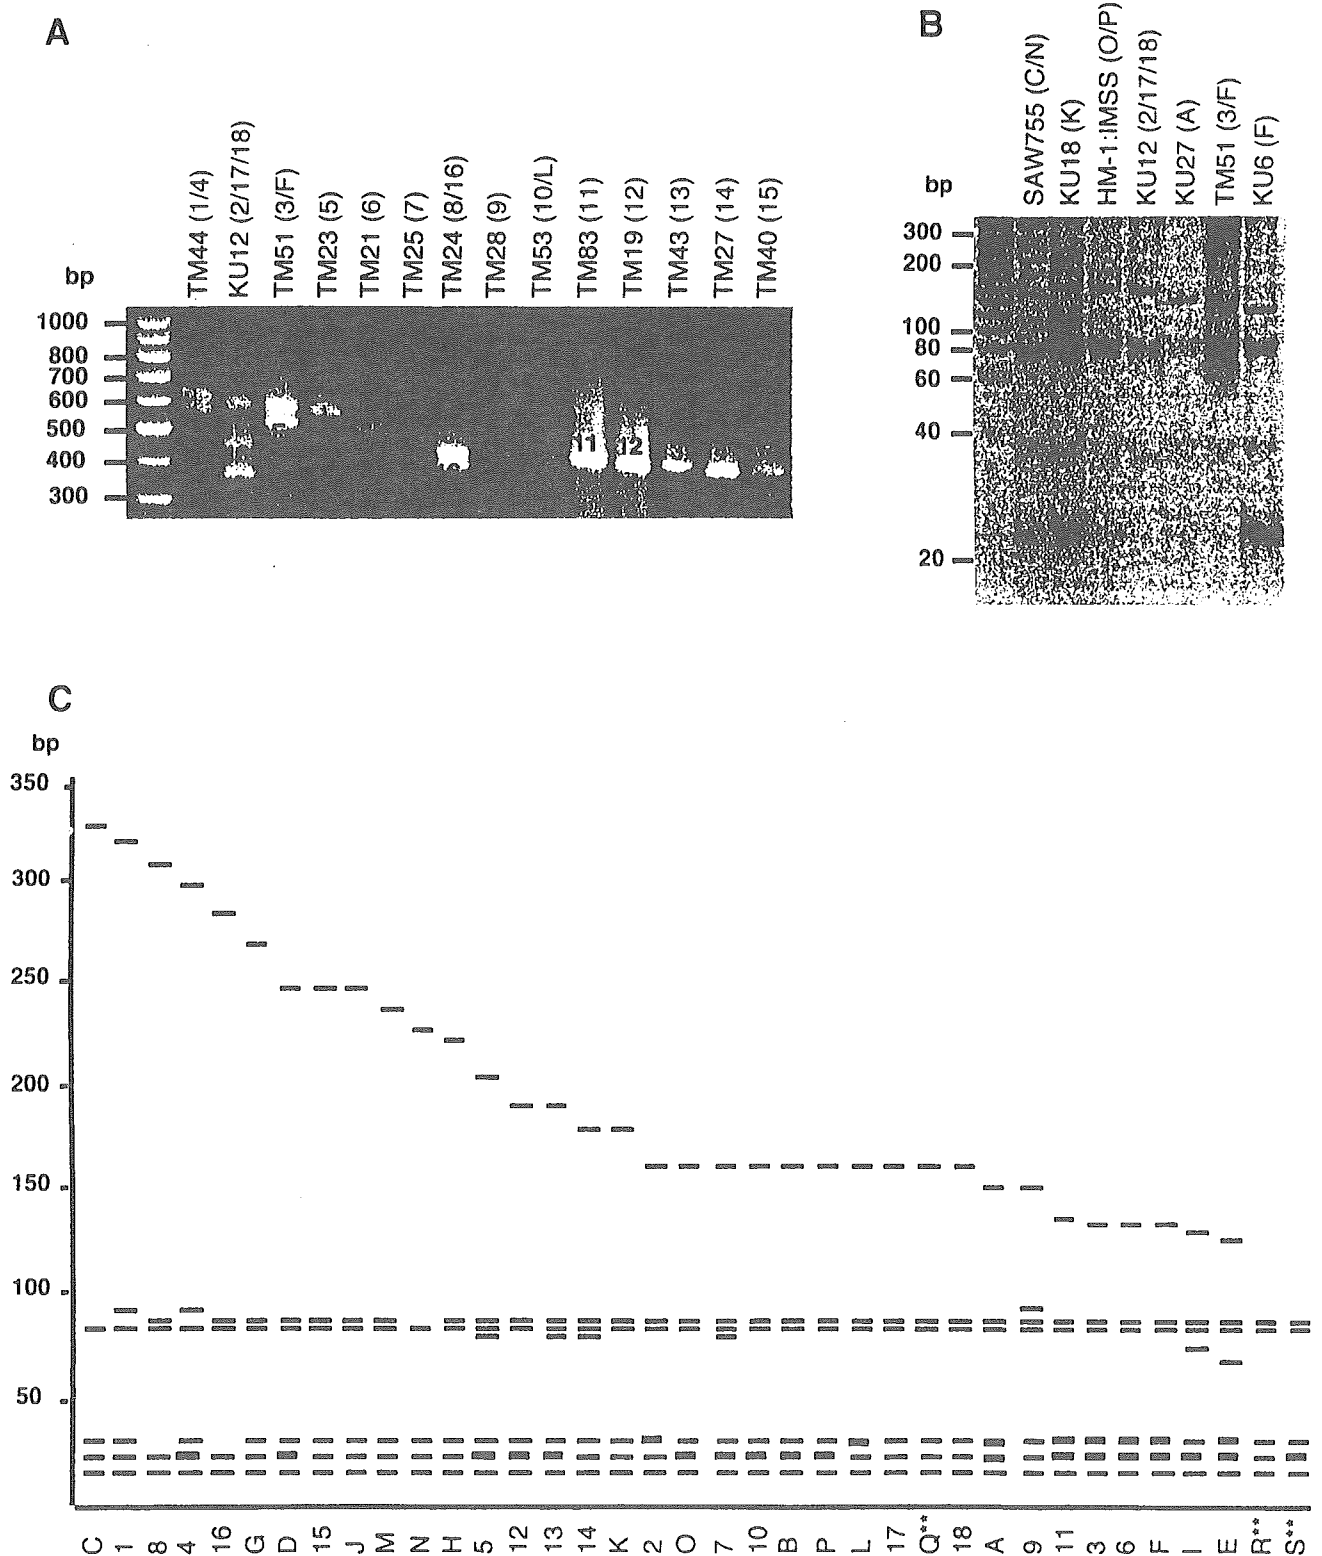 A
TM44 (1/4)
KU12 (2/17/18)
TM51 (3/F)
TM23 (5)
TM21 (6)
TM25 (7)
TM24 (8/16)
TM28 (9)
TM53 (10/L)
TM83 (11)
TM19 (12)
TM43 (13)
TM27 (14)
TM40 (15)
bp
1000
800
700
600
500
400
300
11
12
B
SAW755 (C/N)
KU18 (K)
HM-1:IMSS (O/P)
KU12 (2/17/18)
KU27 (A)
TM51 (3/F)
KU6 (F)
bp
300
200
100
80
60
40
20
C
bp
350
300
250
200
150
100
50
C 1 8 4 16 G D 15 J M N H 5 12 13 14 K 2 O 7 10 B P L 17 Q** 18 A 9 11 3 6 F I E R** S**